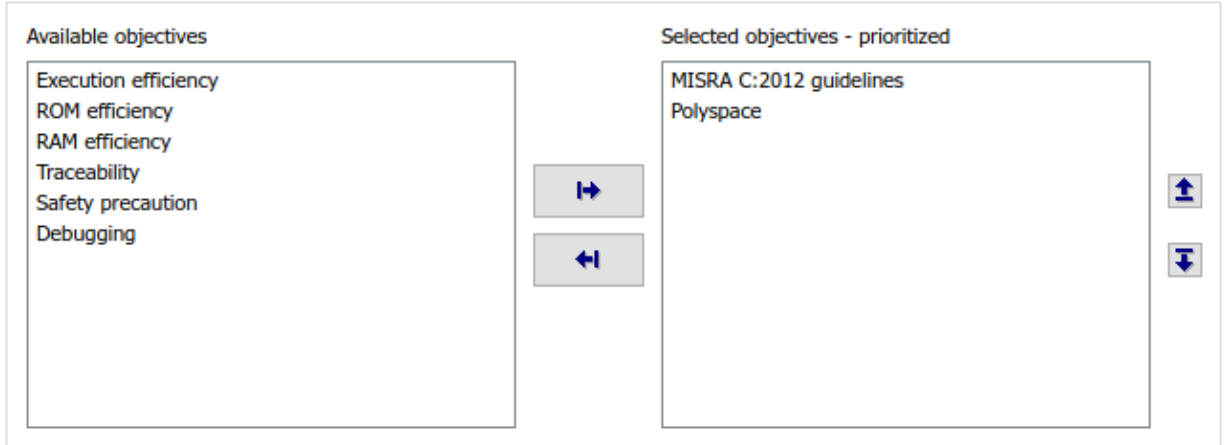 Available objectives
Execution efficiency
ROM efficiency
RAM efficiency
Traceability
Safety precaution
Debugging
Selected objectives - prioritized
MISRA C:2012 guidelines
Polyspace